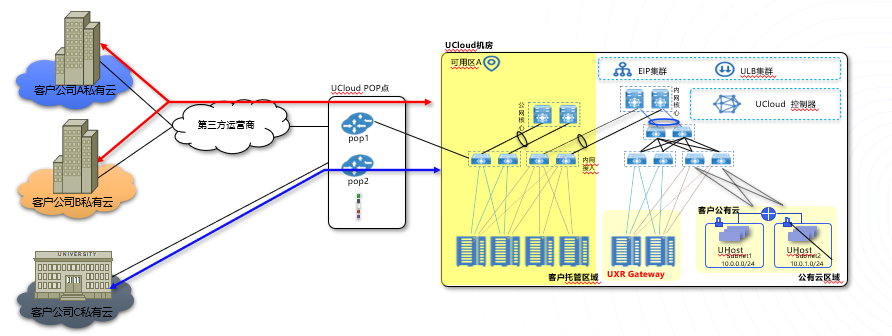 客户公司A私有云
客户公司B私有云
UNIVERSITY
客户公司C私有云
第三方运营商
UCloud POP点
pop1
pop2
UCloud机房
可用区A
公网核心
内网接入
客户托管区域
EIP集群
ULB集群
内网核心
UCloud 控制器
UXR Gateway
客户公有云
UHost
Subnet1
10.0.0.0/24
UHost
Subnet2
10.0.1.0/24
公有云区域